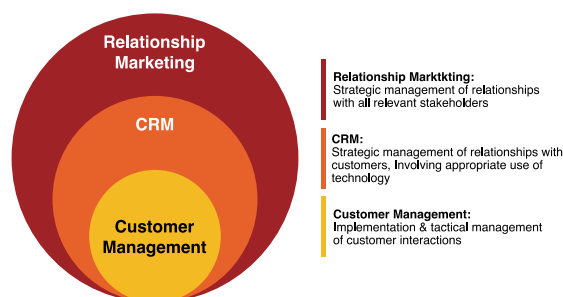 Relationship
Marketing
CRM
Customer
Management
Relationship Marktkting:
Strategic management of relationships
with all relevant stakeholders
CRM:
Strategic management of relationships with
customers, Involving appropriate use of
technology
Customer Management:
Implementation & tactical management
of customer interactions